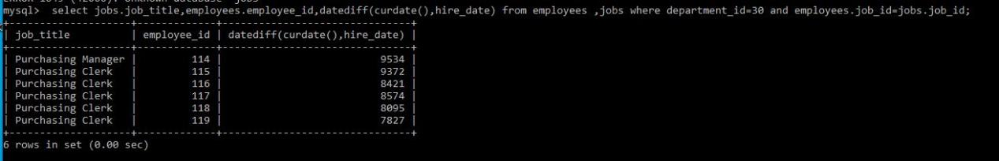 mysql>  select jobs.job_title,employees.employee_id,datediff(curdate(),hire_date) from employees ,jobs where department_id=30 and employees.job_id=jobs.job_id;
+--------------------+-------------+-------------------------------+
| job_title          | employee_id | datediff(curdate(),hire_date) |
+--------------------+-------------+-------------------------------+
| Purchasing Manager |         114 |                          9534 |
| Purchasing Clerk   |         115 |                          9372 |
| Purchasing Clerk   |         116 |                          8421 |
| Purchasing Clerk   |         117 |                          8574 |
| Purchasing Clerk   |         118 |                          8095 |
| Purchasing Clerk   |         119 |                          7827 |
+--------------------+-------------+-------------------------------+
6 rows in set (0.00 sec)